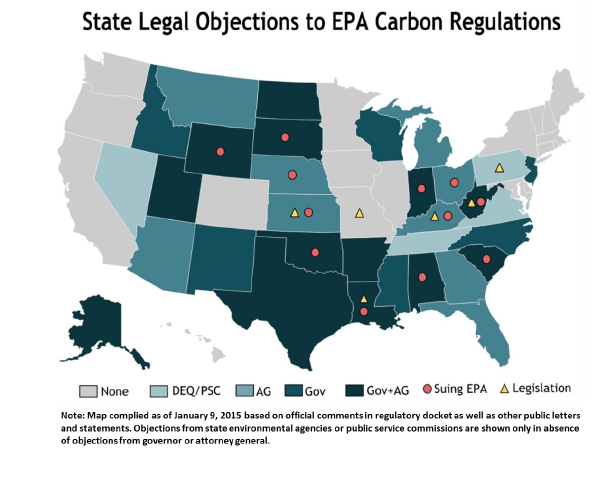 State Legal Objections to EPA Carbon Regulations
None DEQ/PSC AG Gov Gov+AG Suing EPA Legislation
Note: Map complied as of January 9, 2015 based on official comments in regulatory docket as well as other public letters
and statements. Objections from state environmental agencies or public service commissions are shown only in absence
of objections from governor or attorney general.